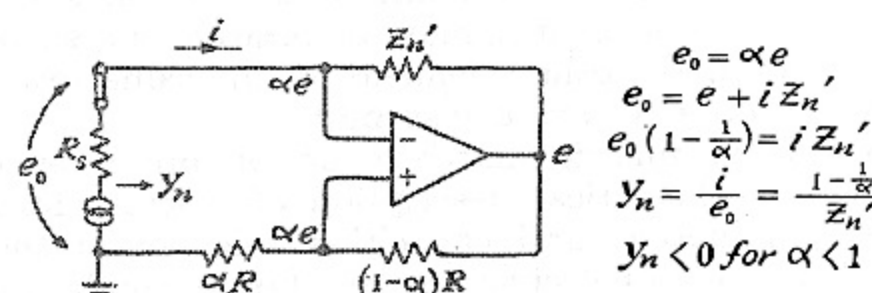 i
Zn'
αe
e₀
Rs
yn
−
+
e
αe
αR
(1-α)R
e₀ = αe
e₀ = e + i Zn'
e₀ (1 - 1/α) = i Zn'
yn = i/e₀ = (1 - 1/α)/Zn'
yn < 0 for α < 1